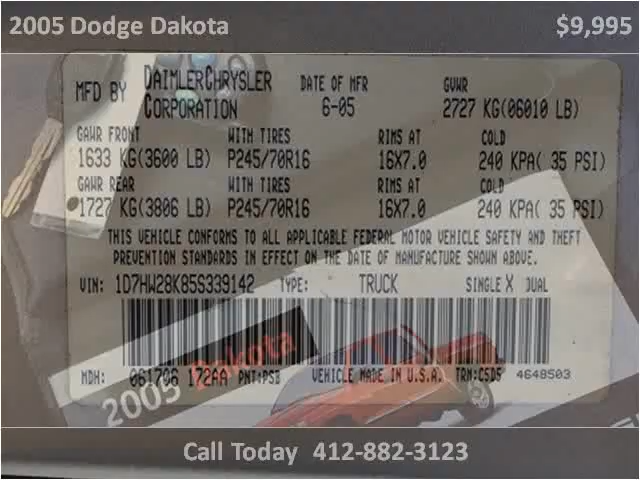 2005 Dodge Dakota $9,995
MFD BY DAIMLERCHRYSLER CORPORATION DATE OF MFR 6-05 GVWR 2727 KG(06010 LB)
GAWR FRONT WITH TIRES RIMS AT COLD
1633 KG(3600 LB) P245/70R16 16X7.0 240 KPA( 35 PSI)
GAWR REAR WITH TIRES RIMS AT COLD
1727 KG(3806 LB) P245/70R16 16X7.0 240 KPA( 35 PSI)
THIS VEHICLE CONFORMS TO ALL APPLICABLE FEDERAL MOTOR VEHICLE SAFETY AND THEFT
PREVENTION STANDARDS IN EFFECT ON THE DATE OF MANUFACTURE SHOWN ABOVE.
VIN: 1D7HW28K85S339142 TYPE: TRUCK SINGLE X DUAL
MDH: 061706 172AA PNT:PSB VEHICLE MADE IN U.S.A. TRM:C5D5 4648503
2005 Dakota
Call Today 412-882-3123